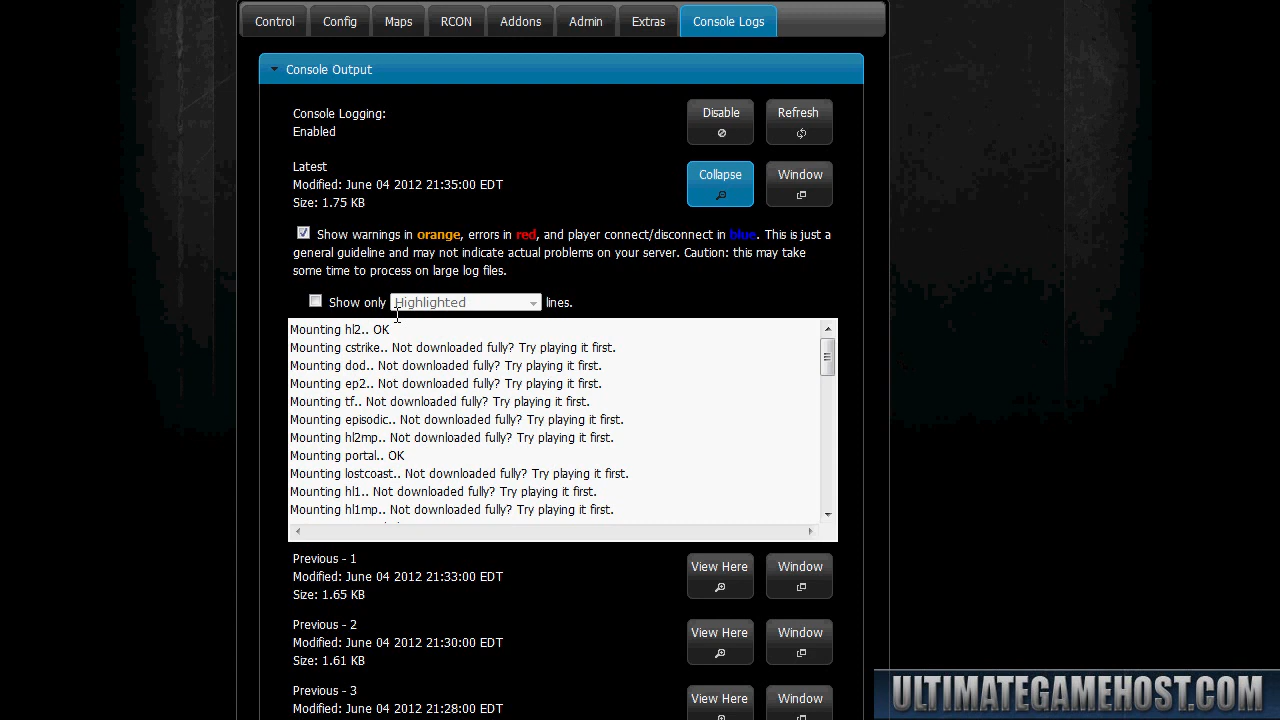 Control Config Maps RCON Addons Admin Extras Console Logs
Console Output
Console Logging:
Enabled
Disable
Refresh
Latest
Modified: June 04 2012 21:35:00 EDT
Size: 1.75 KB
Collapse
Window
Show warnings in orange, errors in red, and player connect/disconnect in blue. This is just a
general guideline and may not indicate actual problems on your server. Caution: this may take
some time to process on large log files.
Show only Highlighted lines.
Mounting hl2.. OK
Mounting cstrike.. Not downloaded fully? Try playing it first.
Mounting dod.. Not downloaded fully? Try playing it first.
Mounting ep2.. Not downloaded fully? Try playing it first.
Mounting tf.. Not downloaded fully? Try playing it first.
Mounting episodic.. Not downloaded fully? Try playing it first.
Mounting hl2mp.. Not downloaded fully? Try playing it first.
Mounting portal.. OK
Mounting lostcoast.. Not downloaded fully? Try playing it first.
Mounting hl1.. Not downloaded fully? Try playing it first.
Mounting hl1mp.. Not downloaded fully? Try playing it first.
Previous - 1
Modified: June 04 2012 21:33:00 EDT
Size: 1.65 KB
View Here
Window
Previous - 2
Modified: June 04 2012 21:30:00 EDT
Size: 1.61 KB
View Here
Window
Previous - 3
Modified: June 04 2012 21:28:00 EDT
View Here
Window
ULTIMATEGAMEHOST.COM